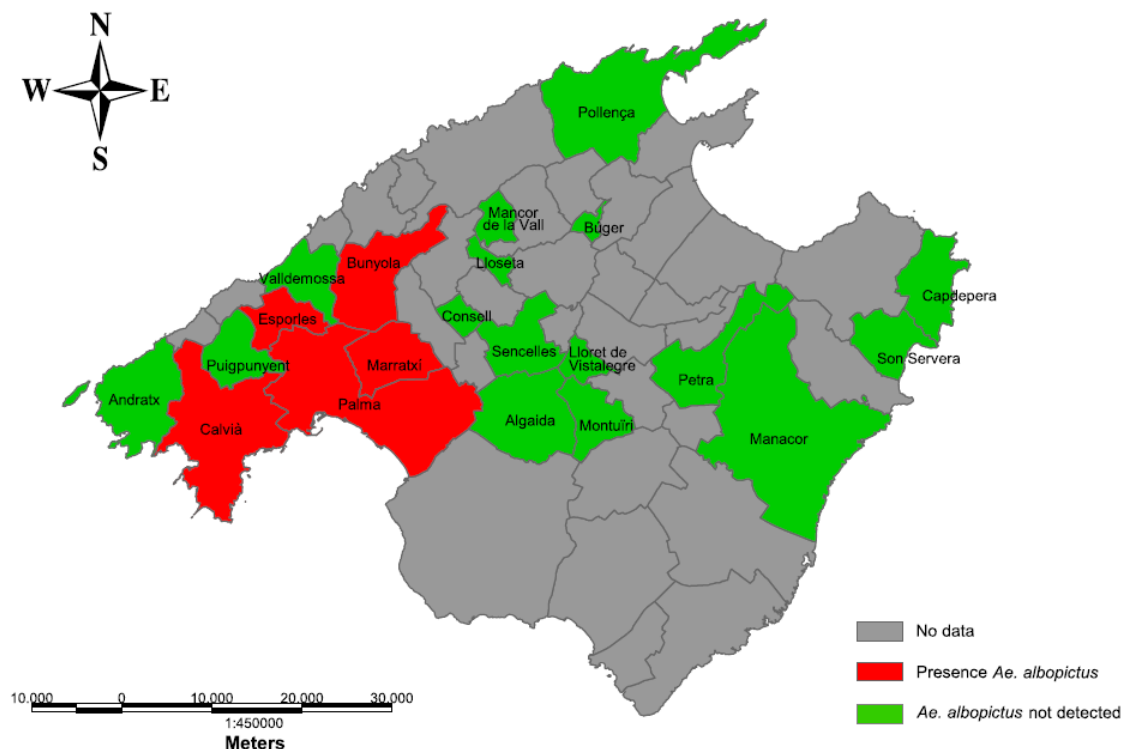 N
W E
S
Pollença
Mancor
de la Vall
Búger
Lloseta
Bunyola
Valldemossa
Capdepera
Esporles
Consell
Sencelles
Lloret de
Vistalegre
Son Servera
Puigpunyent
Marratxí
Petra
Andratx
Palma
Algaida
Montuïri
Calvià
Manacor
No data
Presence Ae. albopictus
Ae. albopictus not detected
10.000 0 10.000 20.000 30.000
1:450000
Meters